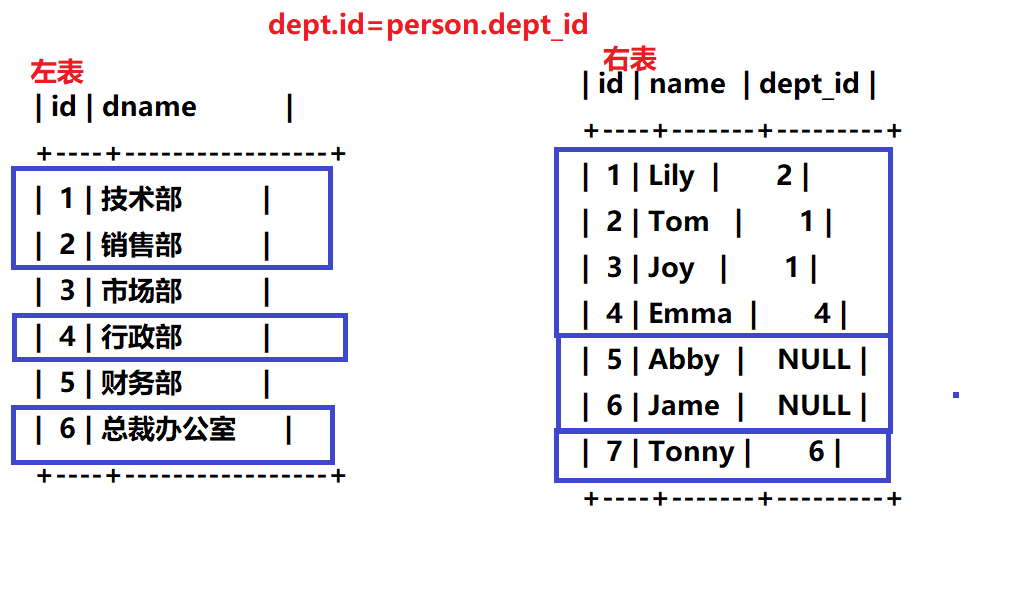 dept.id=person.dept_id
左表
| id | dname |
+----+-----------------+
| 1 | 技术部 |
| 2 | 销售部 |
| 3 | 市场部 |
| 4 | 行政部 |
| 5 | 财务部 |
| 6 | 总裁办公室 |
+----+-----------------+
右表
| id | name | dept_id |
+----+-------+---------+
| 1 | Lily | 2 |
| 2 | Tom | 1 |
| 3 | Joy | 1 |
| 4 | Emma | 4 |
| 5 | Abby | NULL |
| 6 | Jame | NULL |
| 7 | Tonny | 6 |
+----+-------+---------+